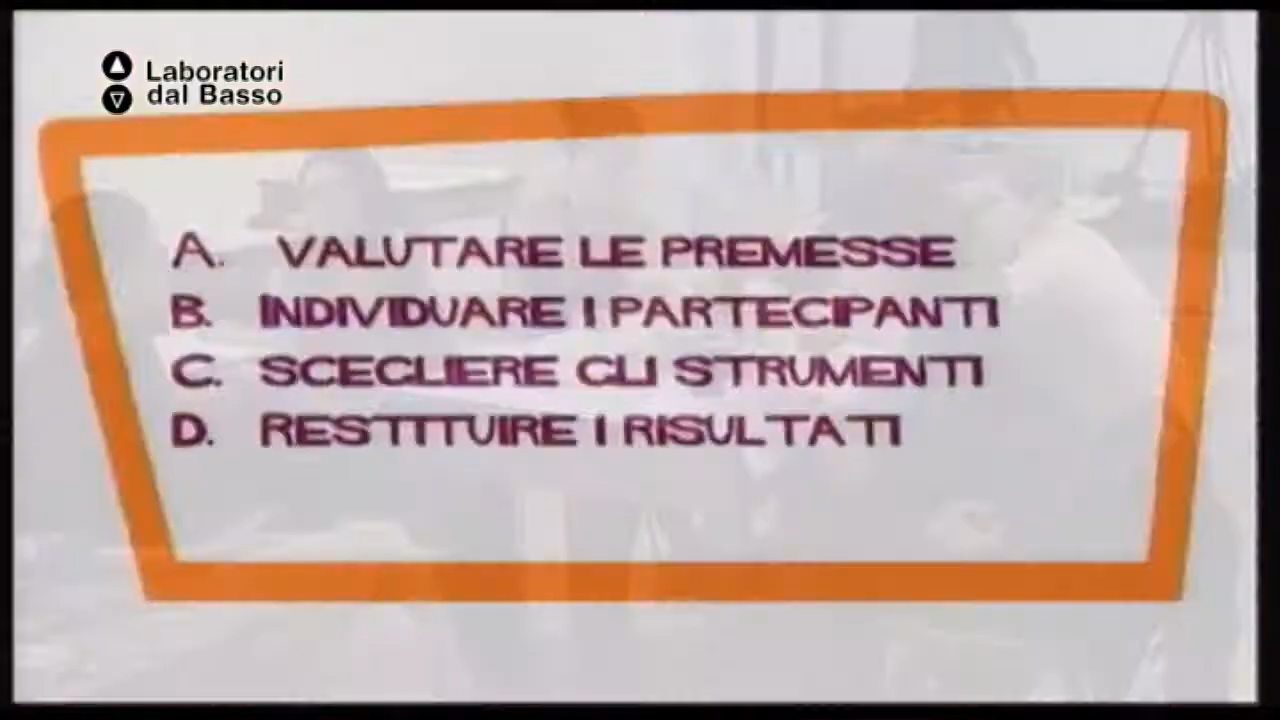 Laboratori
dal Basso
A. VALUTARE LE PREMESSE
B. INDIVIDUARE I PARTECIPANTI
C. SCEGLIERE GLI STRUMENTI
D. RESTITUIRE I RISULTATI